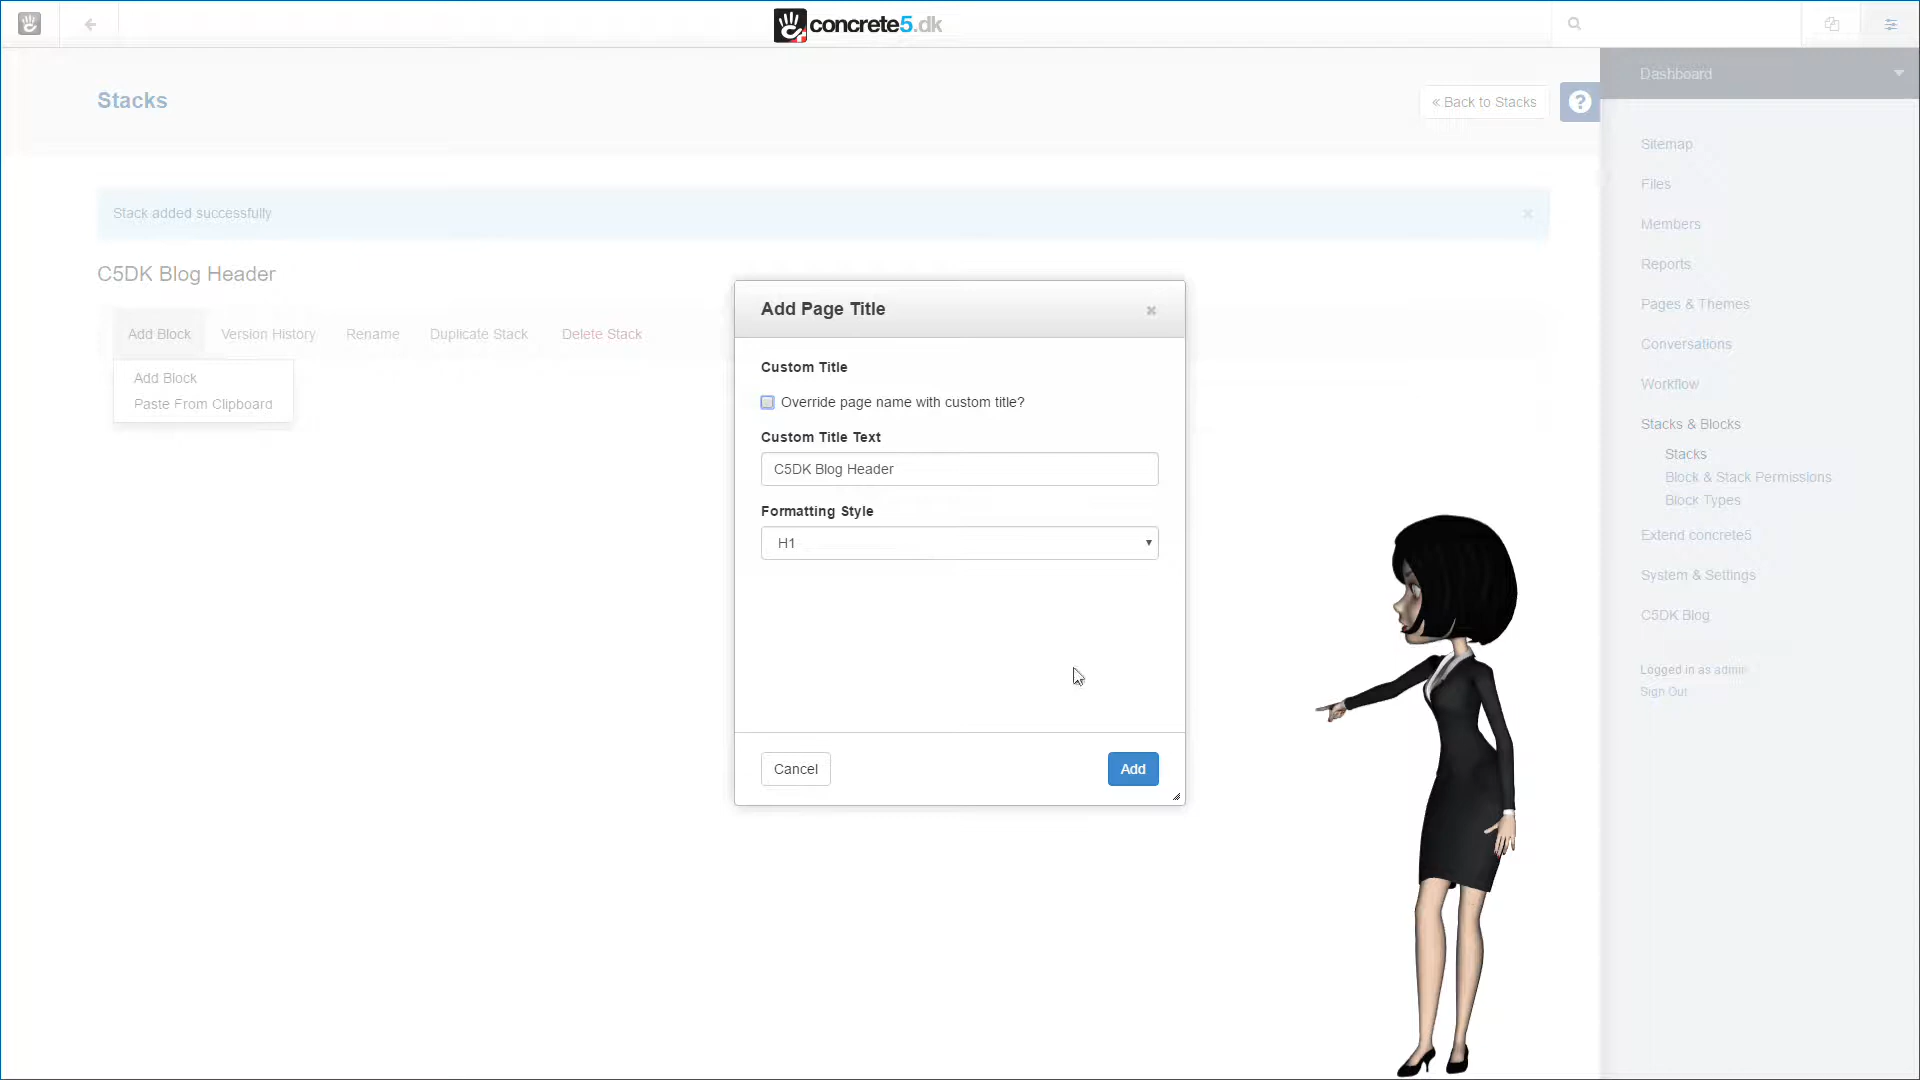 concrete5.dk
Dashboard
Stacks
« Back to Stacks
?
Sitemap
Files
Stack added successfully
Members
C5DK Blog Header
Reports
Add Page Title
Pages & Themes
Add Block
Version History
Rename
Duplicate Stack
Delete Stack
Conversations
Custom Title
Add Block
Workflow
Paste From Clipboard
Override page name with custom title?
Stacks & Blocks
Custom Title Text
Stacks
C5DK Blog Header
Block & Stack Permissions
Block Types
Formatting Style
Extend concrete5
H1
System & Settings
C5DK Blog
Logged in as admin
Sign Out
Cancel
Add